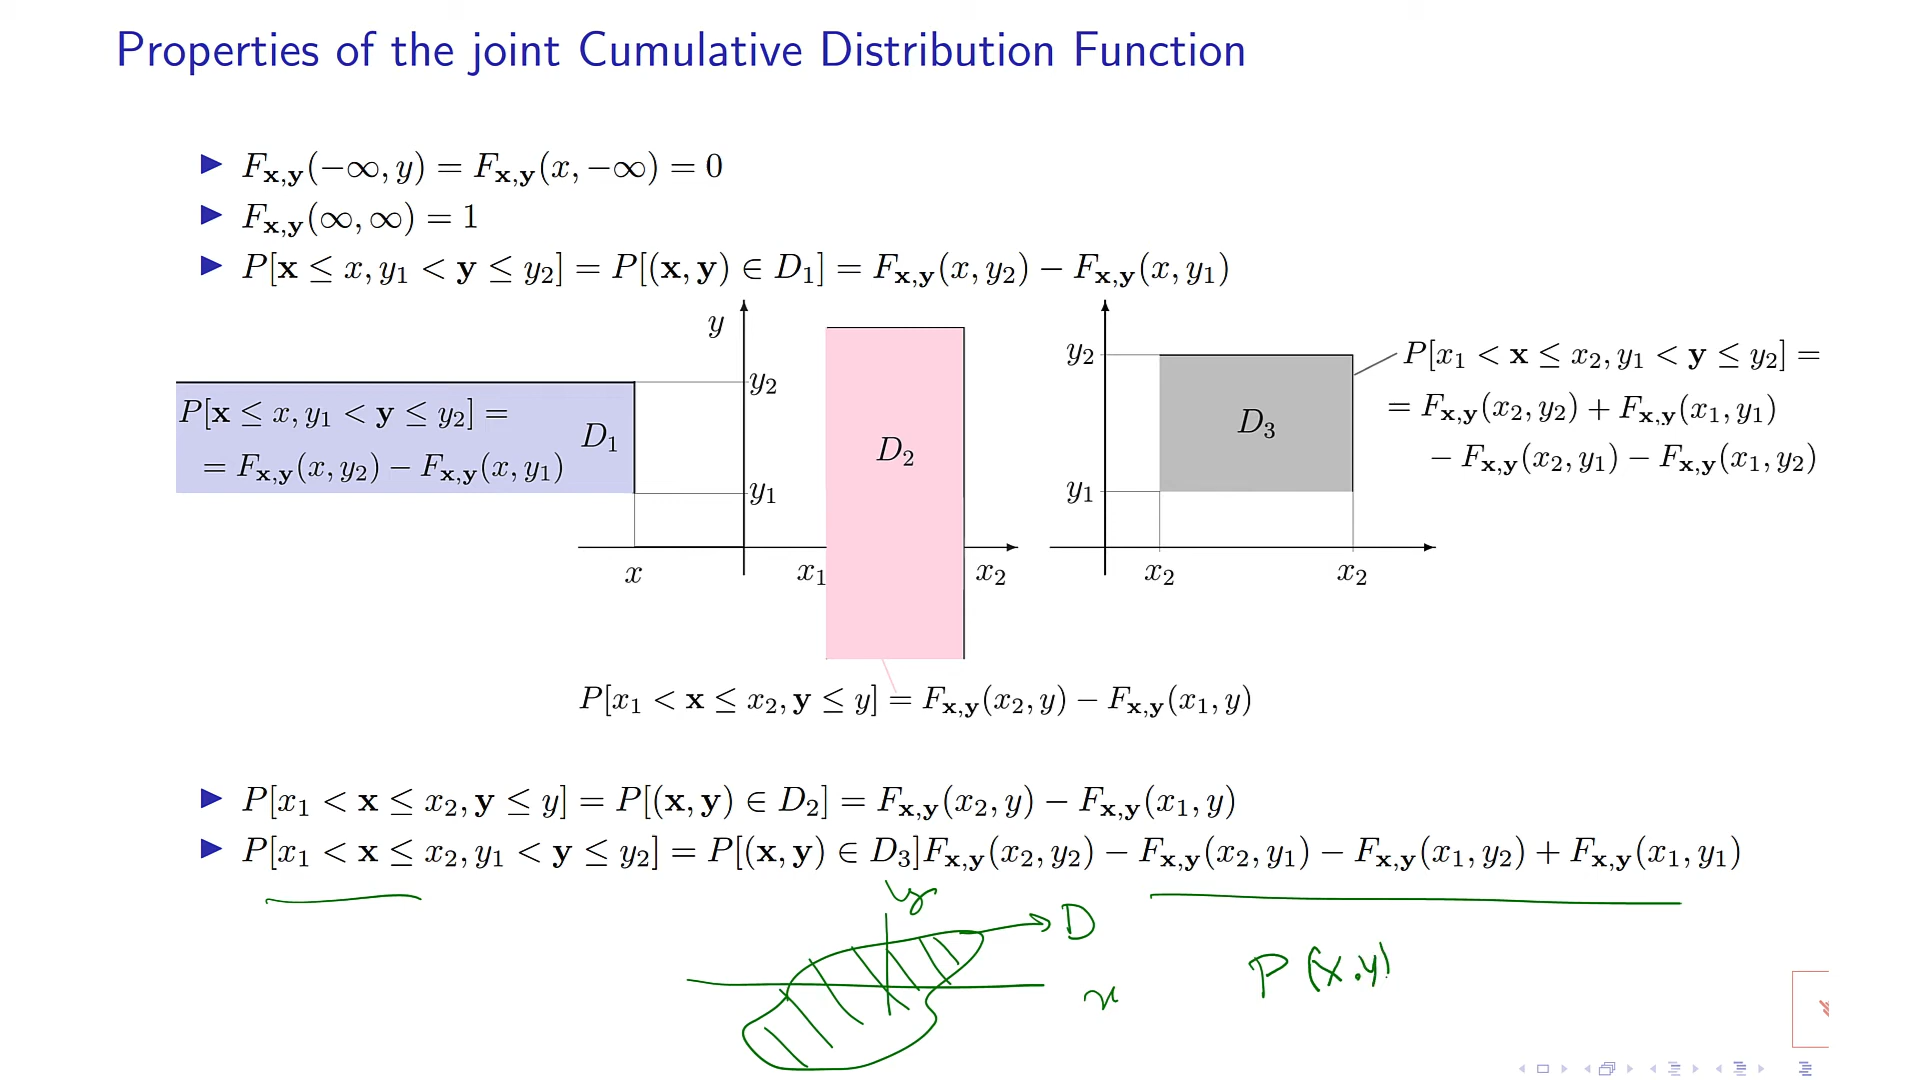 Properties of the joint Cumulative Distribution Function
▶ F𝐱,𝐲(−∞, y) = F𝐱,𝐲(x, −∞) = 0
▶ F𝐱,𝐲(∞, ∞) = 1
▶ P[𝐱 ≤ x, y₁ < 𝐲 ≤ y₂] = P[(𝐱, 𝐲) ∈ D₁] = F𝐱,𝐲(x, y₂) − F𝐱,𝐲(x, y₁)
P[𝐱 ≤ x, y₁ < 𝐲 ≤ y₂] =
= F𝐱,𝐲(x, y₂) − F𝐱,𝐲(x, y₁)
D₁
y
y₂
y₁
x
x₁
D₂
x₂
y₂
y₁
D₃
x₂
x₂
P[x₁ < 𝐱 ≤ x₂, y₁ < 𝐲 ≤ y₂] =
= F𝐱,𝐲(x₂, y₂) + F𝐱,𝐲(x₁, y₁)
− F𝐱,𝐲(x₂, y₁) − F𝐱,𝐲(x₁, y₂)
P[x₁ < 𝐱 ≤ x₂, 𝐲 ≤ y] = F𝐱,𝐲(x₂, y) − F𝐱,𝐲(x₁, y)
▶ P[x₁ < 𝐱 ≤ x₂, 𝐲 ≤ y] = P[(𝐱, 𝐲) ∈ D₂] = F𝐱,𝐲(x₂, y) − F𝐱,𝐲(x₁, y)
▶ P[x₁ < 𝐱 ≤ x₂, y₁ < 𝐲 ≤ y₂] = P[(𝐱, 𝐲) ∈ D₃]F𝐱,𝐲(x₂, y₂) − F𝐱,𝐲(x₂, y₁) − F𝐱,𝐲(x₁, y₂) + F𝐱,𝐲(x₁, y₁)
y
D
x
P (x.y)